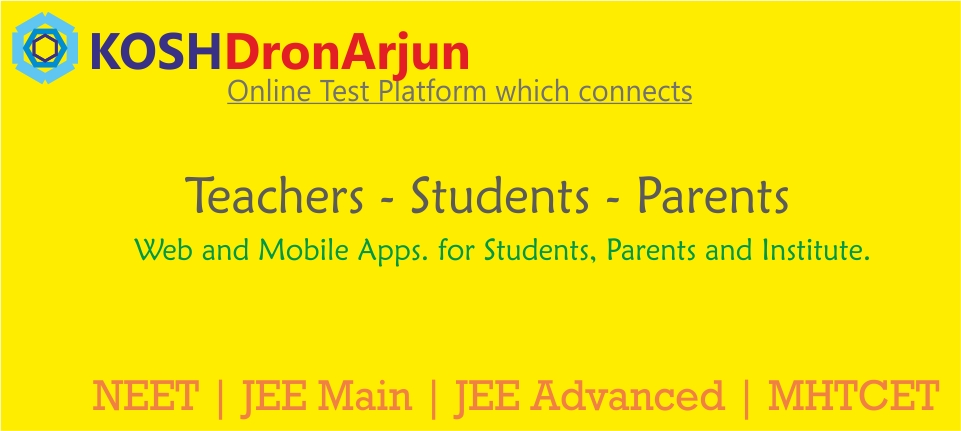 KOSHDronArjun
Online Test Platform which connects
Teachers - Students - Parents
Web and Mobile Apps. for Students, Parents and Institute.
NEET | JEE Main | JEE Advanced | MHTCET